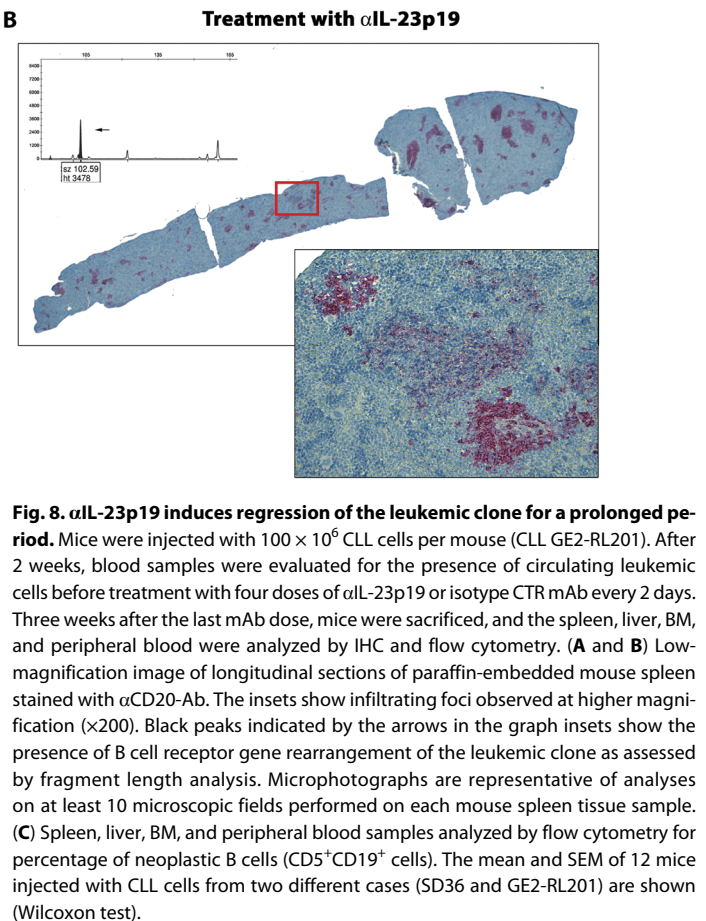 B
Treatment with αIL-23p19
105 135 165
8400
7200
6000
4800
3600
2400
1200
0
sz 102.59
ht 3478
Fig. 8. αIL-23p19 induces regression of the leukemic clone for a prolonged pe-
riod. Mice were injected with 100 × 10⁶ CLL cells per mouse (CLL GE2-RL201). After
2 weeks, blood samples were evaluated for the presence of circulating leukemic
cells before treatment with four doses of αIL-23p19 or isotype CTR mAb every 2 days.
Three weeks after the last mAb dose, mice were sacrificed, and the spleen, liver, BM,
and peripheral blood were analyzed by IHC and flow cytometry. (A and B) Low-
magnification image of longitudinal sections of paraffin-embedded mouse spleen
stained with αCD20-Ab. The insets show infiltrating foci observed at higher magni-
fication (×200). Black peaks indicated by the arrows in the graph insets show the
presence of B cell receptor gene rearrangement of the leukemic clone as assessed
by fragment length analysis. Microphotographs are representative of analyses
on at least 10 microscopic fields performed on each mouse spleen tissue sample.
(C) Spleen, liver, BM, and peripheral blood samples analyzed by flow cytometry for
percentage of neoplastic B cells (CD5⁺CD19⁺ cells). The mean and SEM of 12 mice
injected with CLL cells from two different cases (SD36 and GE2-RL201) are shown
(Wilcoxon test).